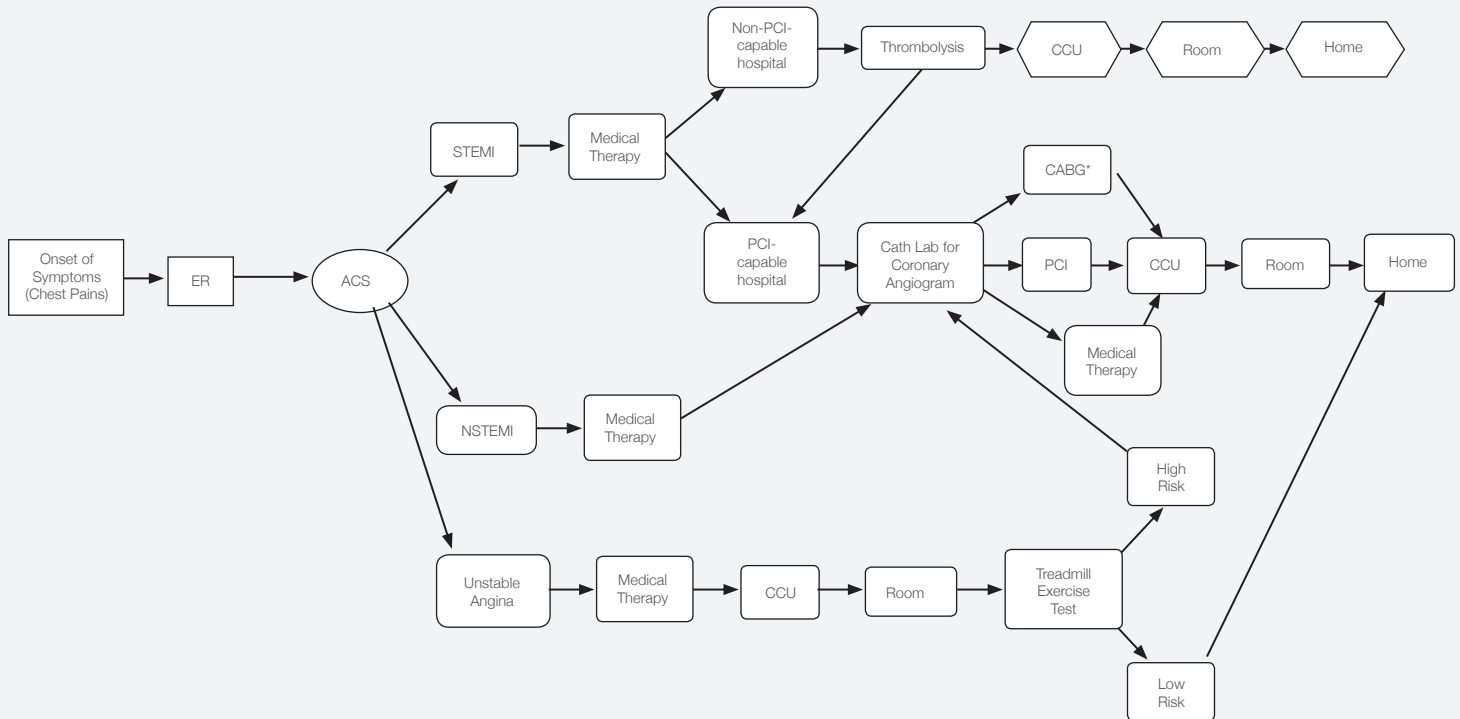 Non-PCI-
capable
hospital
Thrombolysis
CCU
Room
Home
STEMI
Medical
Therapy
CABG*
Onset of
Symptoms
(Chest Pains)
ER
ACS
PCI-
capable
hospital
Cath Lab for
Coronary
Angiogram
PCI
CCU
Room
Home
Medical
Therapy
NSTEMI
Medical
Therapy
High
Risk
Unstable
Angina
Medical
Therapy
CCU
Room
Treadmill
Exercise
Test
Low
Risk